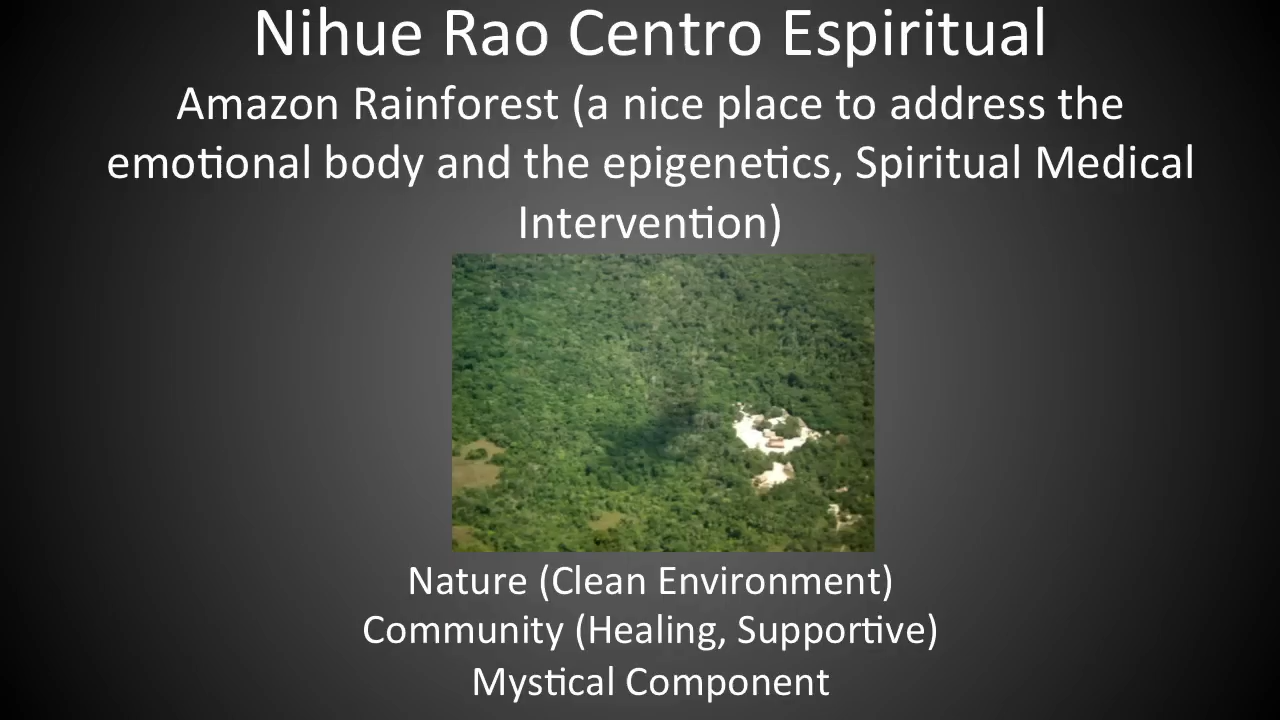 Nihue Rao Centro Espiritual
Amazon Rainforest (a nice place to address the
emotional body and the epigenetics, Spiritual Medical
Intervention)
Nature (Clean Environment)
Community (Healing, Supportive)
Mystical Component